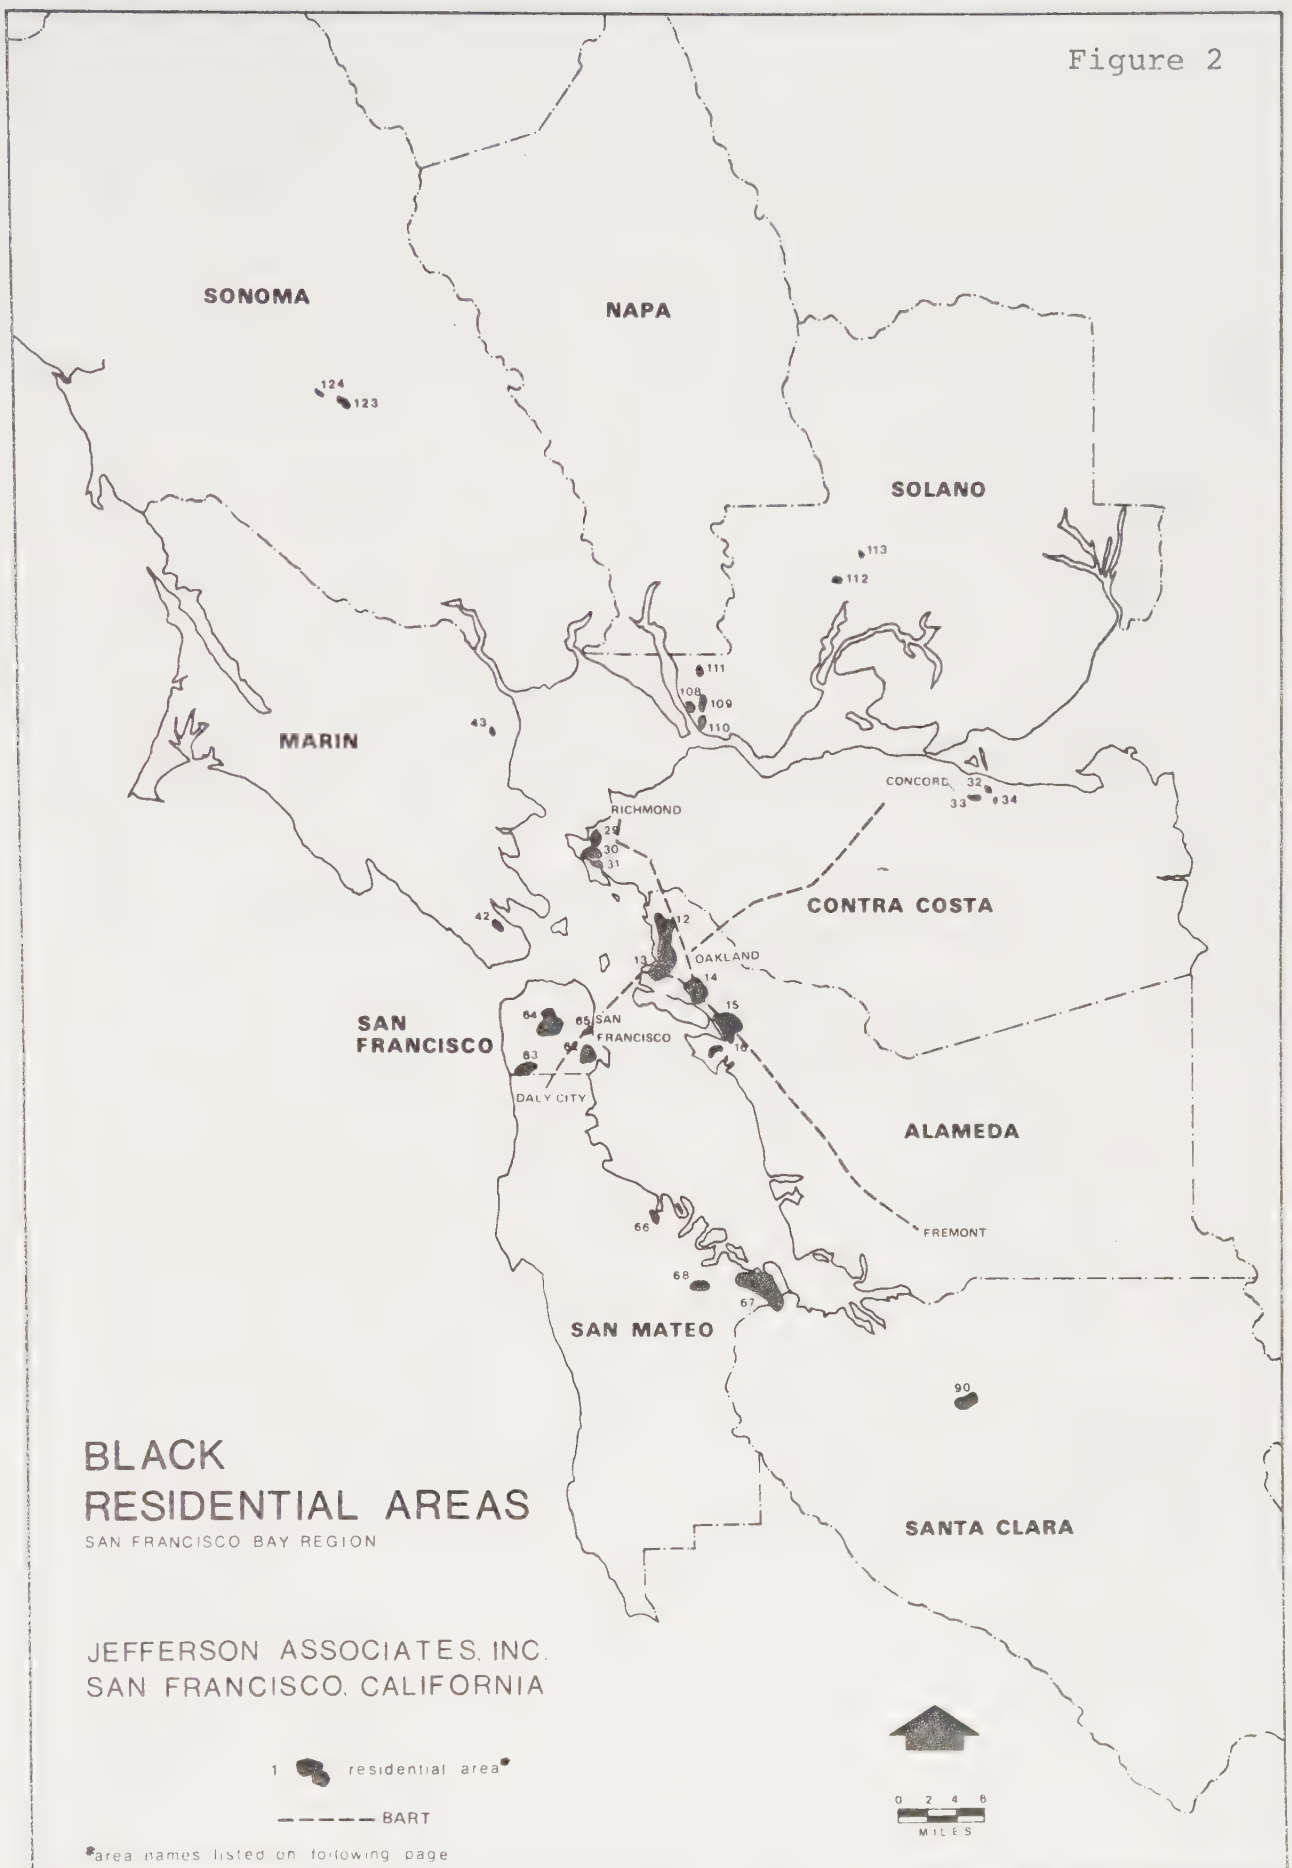 Figure 2
SONOMA
NAPA
124
123
SOLANO
113
112
111
108
109
110
43
MARIN
CONCORD
32
33
34
RICHMOND
29
30
31
CONTRA COSTA
42
12
13
OAKLAND
14
15
16
SAN
FRANCISCO
64
65
SAN
FRANCISCO
62
63
DALY CITY
ALAMEDA
66
FREMONT
68
67
SAN MATEO
90
SANTA CLARA
BLACK
RESIDENTIAL AREAS
SAN FRANCISCO BAY REGION
JEFFERSON ASSOCIATES, INC.
SAN FRANCISCO, CALIFORNIA
1 residential area*
BART
*area names listed on following page
0 2 4 6
MILES